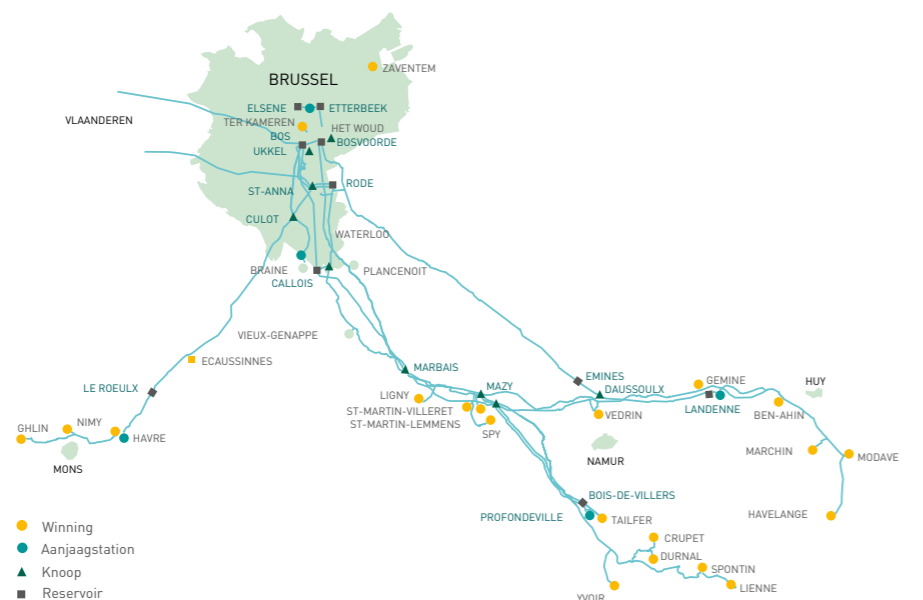 ZAVENTEM
BRUSSEL
ELSENE
ETTERBEEK
VLAANDEREN
TER KAMEREN
BOS
HET WOUD
BOSVOORDE
UKKEL
ST-ANNA
RODE
CULOT
WATERLOO
BRAINE
PLANCENOIT
CALLOIS
VIEUX-GENAPPE
ECAUSSINNES
MARBAIS
EMINES
LE ROEULX
MAZY
DAUSSOULX
GEMINE
HUY
LIGNY
ST-MARTIN-VILLERET
ST-MARTIN-LEMMENS
SPY
VEDRIN
LANDENNE
BEN-AHIN
GHLIN
NIMY
HAVRE
MONS
NAMUR
MARCHIN
MODAVE
BOIS-DE-VILLERS
PROFONDEVILLE
TAILFER
HAVELANGE
CRUPET
DURNAL
SPONTIN
LIENNE
YVOIR
Winning
Aanjaagstation
Knoop
Reservoir